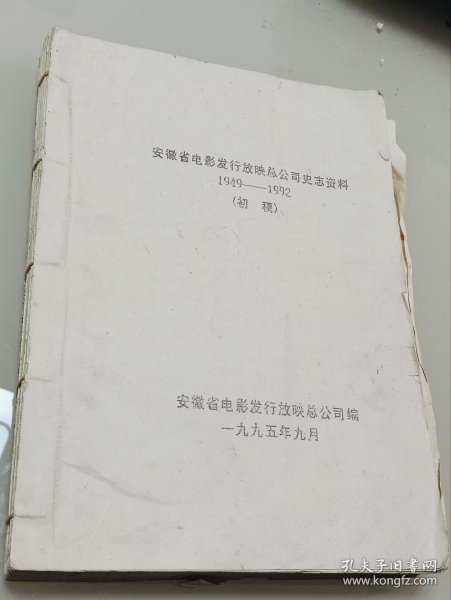 安徽省电影发行放映总公司史志资料
1949——1992
(初 稿)
安徽省电影发行放映总公司编
一九九五年九月
孔夫子旧书网
www.kongfz.com